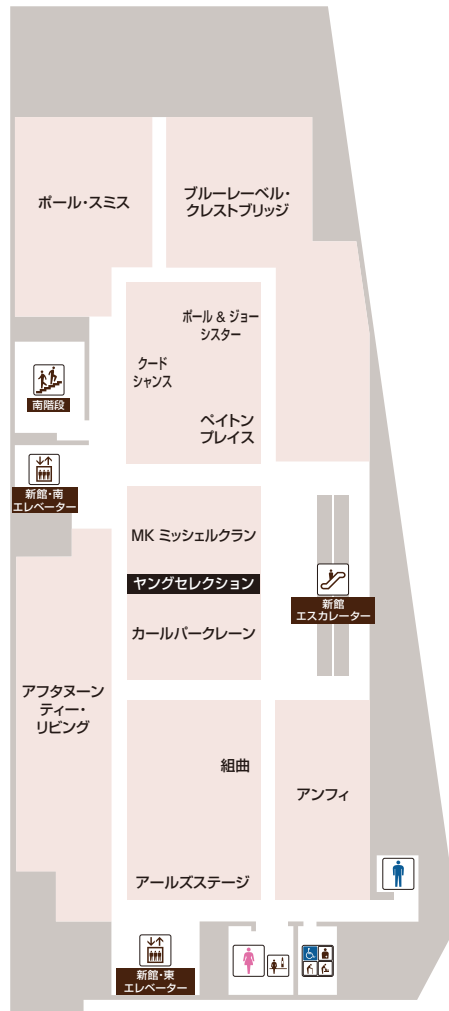 ポール・スミス
ブルーレーベル・
クレストブリッジ
ポール & ジョー
シスター
クード
シャンス
南階段
ペイトン
プレイス
新館・南
エレベーター
MK ミッシェルクラン
ヤングセレクション
新館
エスカレーター
カールパークレーン
アフタヌーン
ティー・
リビング
組曲
アンフィ
アールズステージ
新館・東
エレベーター